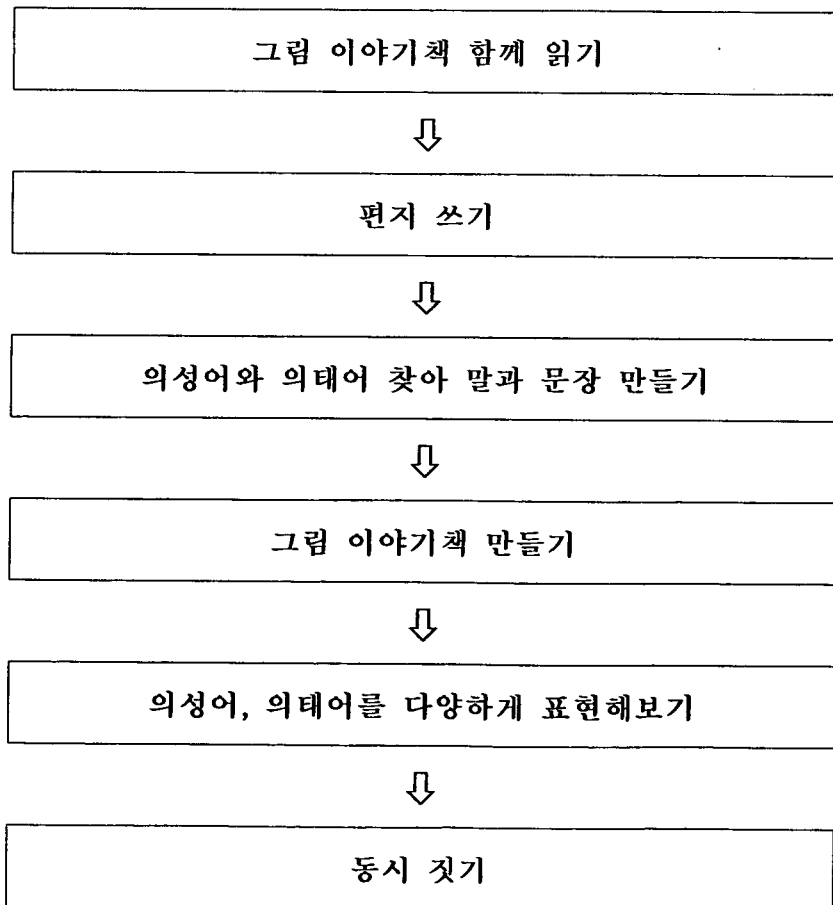 그림 이야기책 함께 읽기
편지 쓰기
의성어와 의태어 찾아 말과 문장 만들기
그림 이야기책 만들기
의성어, 의태어를 다양하게 표현해보기
동시 짓기